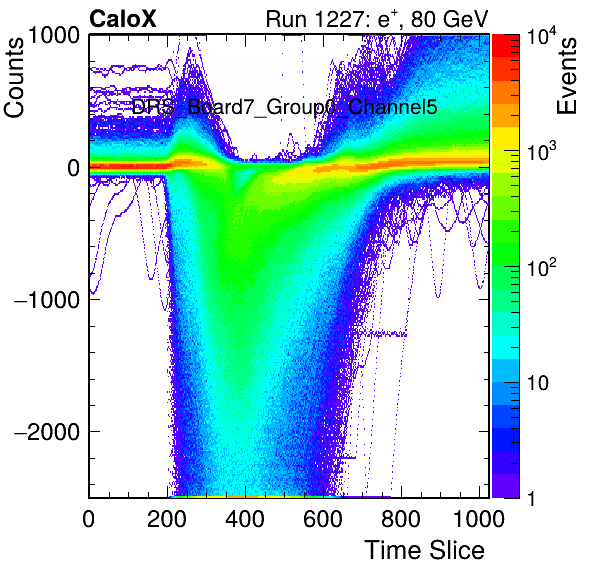 CaloX Run 1227: e⁺, 80 GeV
Counts
Events
DRS_Board7_Group0_Channel5
1000
0
−1000
−2000
0 200 400 600 800 1000
Time Slice
10⁴
10³
10²
10
1